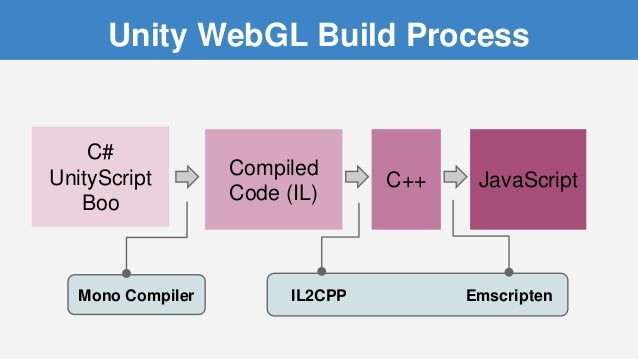 Unity WebGL Build Process
C#
UnityScript
Boo
Compiled
Code (IL)
C++
JavaScript
Mono Compiler
IL2CPP
Emscripten